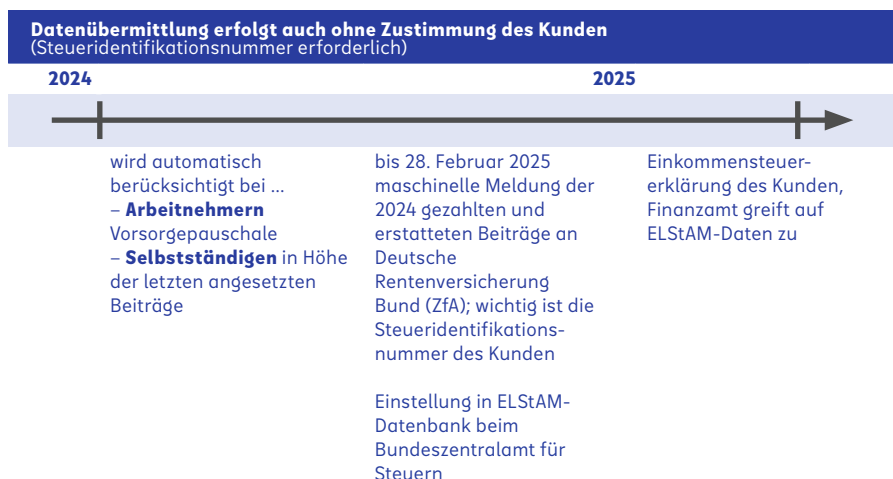 Datenübermittlung erfolgt auch ohne Zustimmung des Kunden
(Steueridentifikationsnummer erforderlich)
2024
2025
wird automatisch
berücksichtigt bei ...
– Arbeitnehmern
Vorsorgepauschale
– Selbstständigen in Höhe
der letzten angesetzten
Beiträge
bis 28. Februar 2025
maschinelle Meldung der
2024 gezahlten und
erstatteten Beiträge an
Deutsche
Rentenversicherung
Bund (ZfA); wichtig ist die
Steueridentifikations-
nummer des Kunden
Einstellung in ELStAM-
Datenbank beim
Bundeszentralamt für
Steuern
Einkommensteuer-
erklärung des Kunden,
Finanzamt greift auf
ELStAM-Daten zu